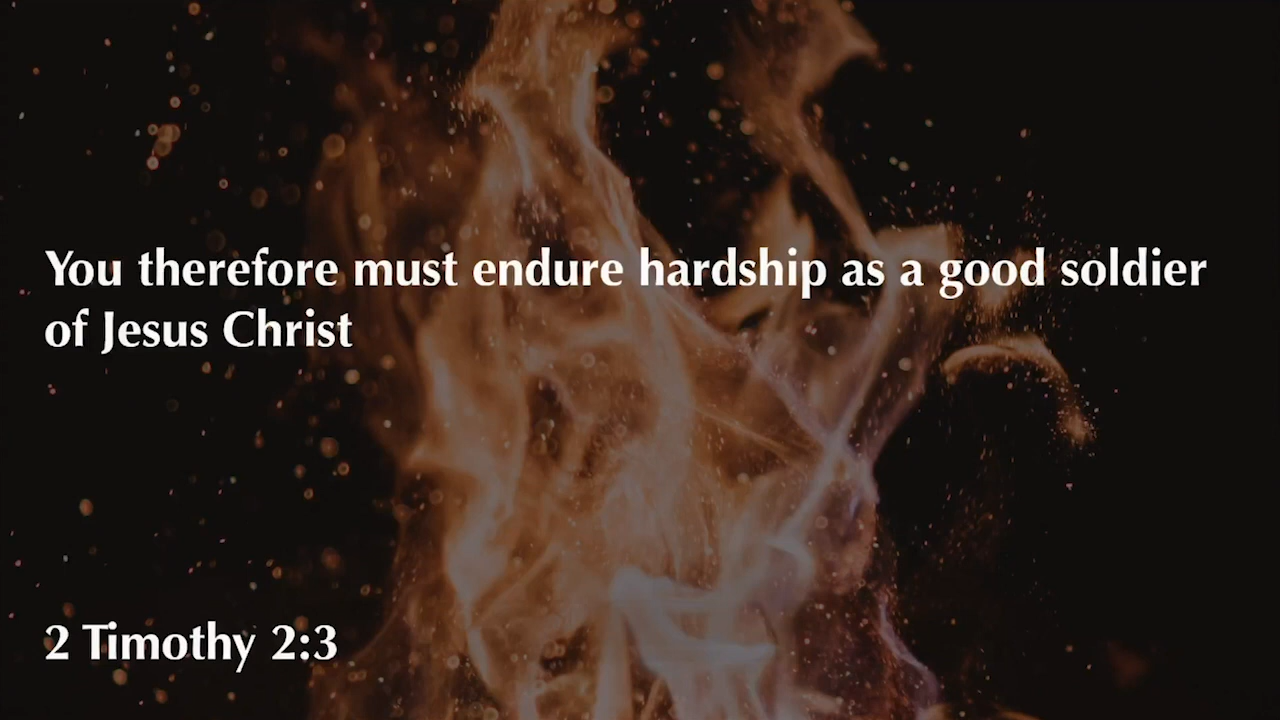 You therefore must endure hardship as a good soldier
of Jesus Christ
2 Timothy 2:3